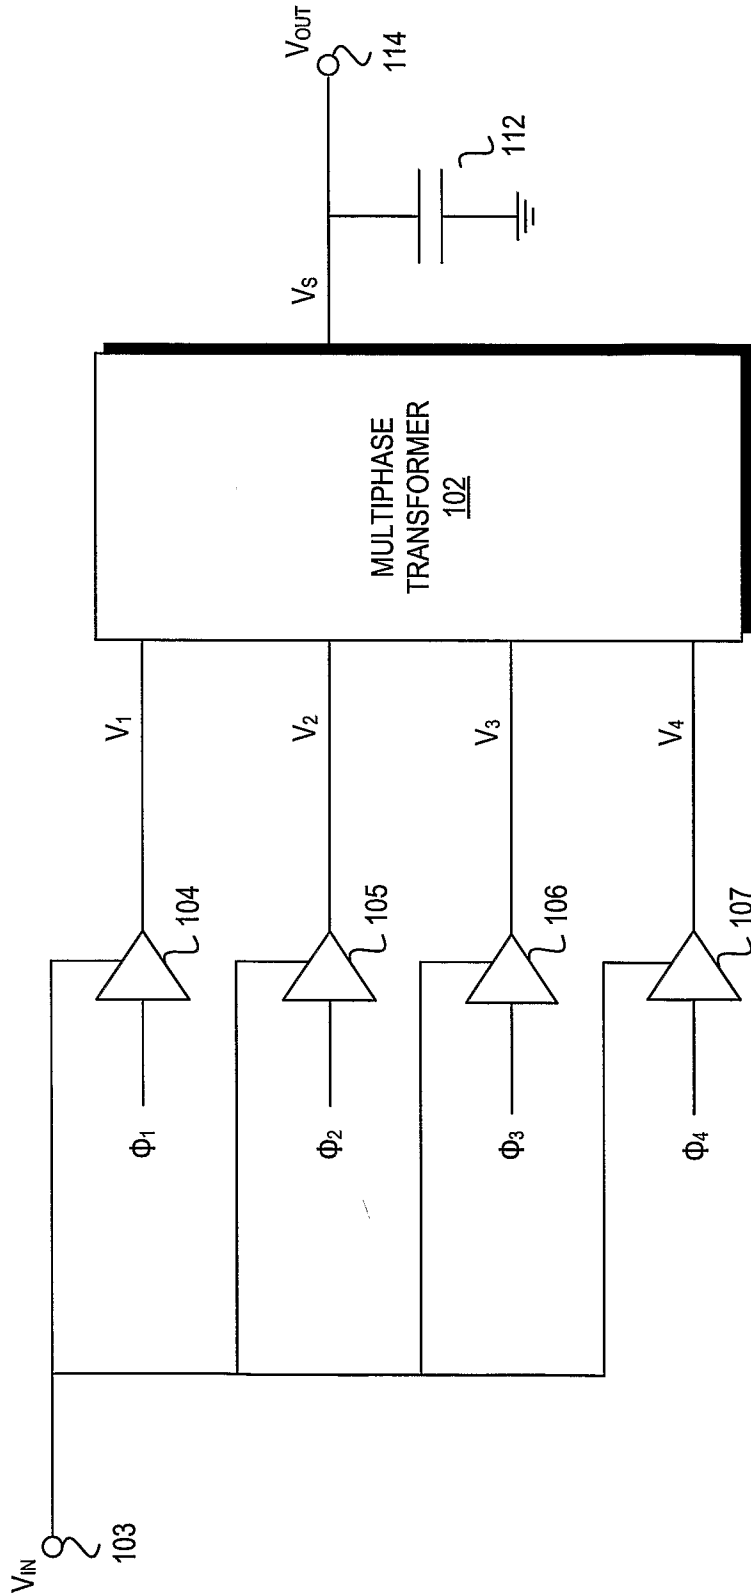 V_IN
103
Φ1
Φ2
Φ3
Φ4
104
105
106
107
V1
V2
V3
V4
MULTIPHASE
TRANSFORMER
102
VS
112
VOUT
114